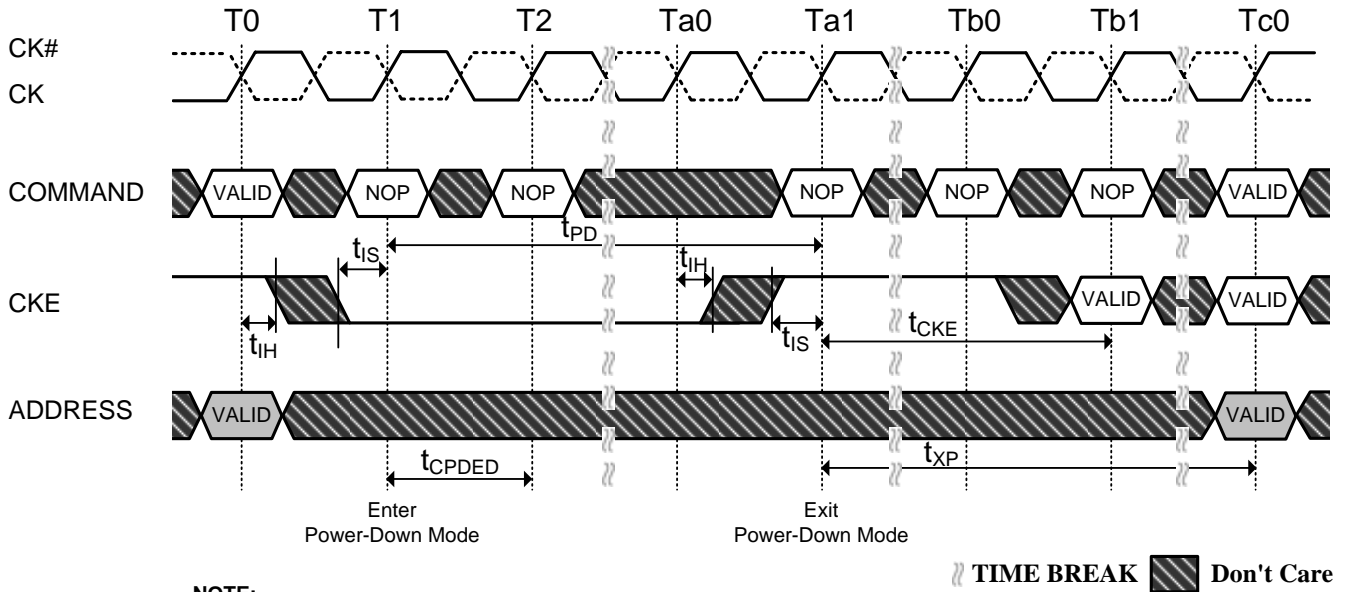 T0 T1 T2 Ta0 Ta1 Tb0 Tb1 Tc0
CK#
CK
COMMAND VALID NOP NOP NOP NOP NOP VALID
tPD
tIS tIH
CKE VALID VALID
tIH tIS tCKE
ADDRESS VALID VALID
tCPDED tXP
Enter
Power-Down Mode
Exit
Power-Down Mode
TIME BREAK Don't Care
NOTE: